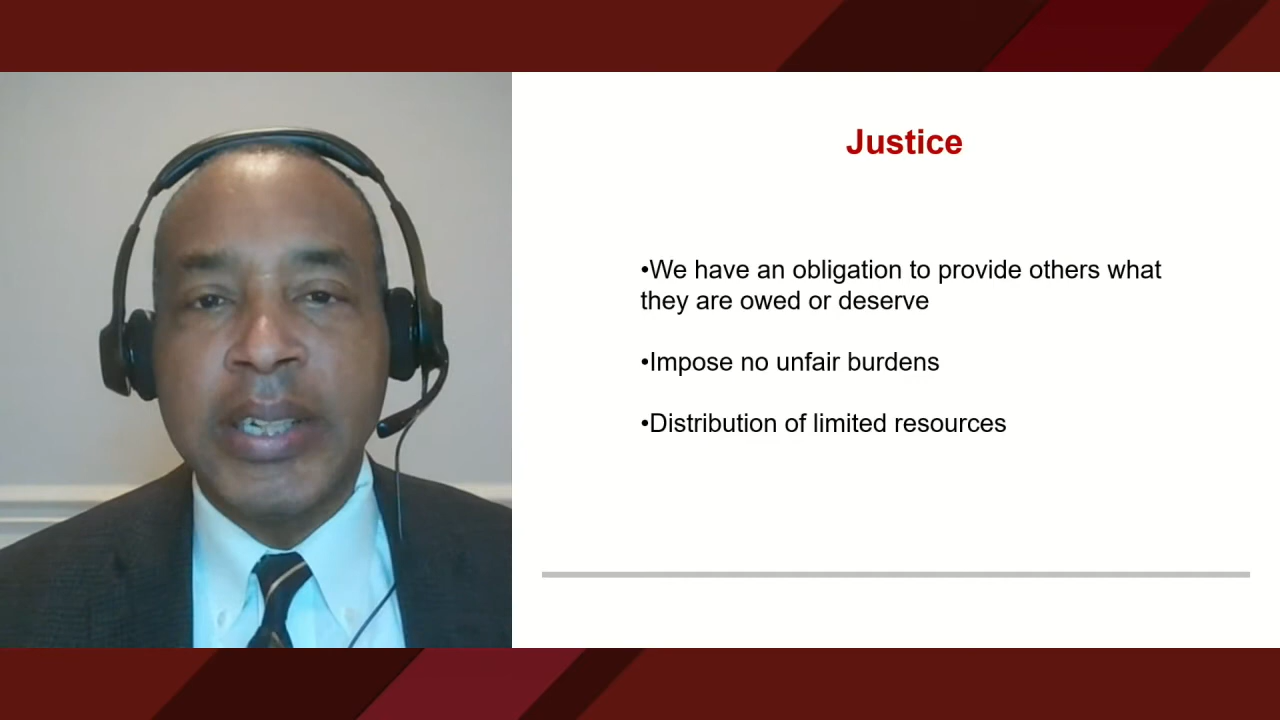 Justice
•We have an obligation to provide others what
they are owed or deserve
•Impose no unfair burdens
•Distribution of limited resources